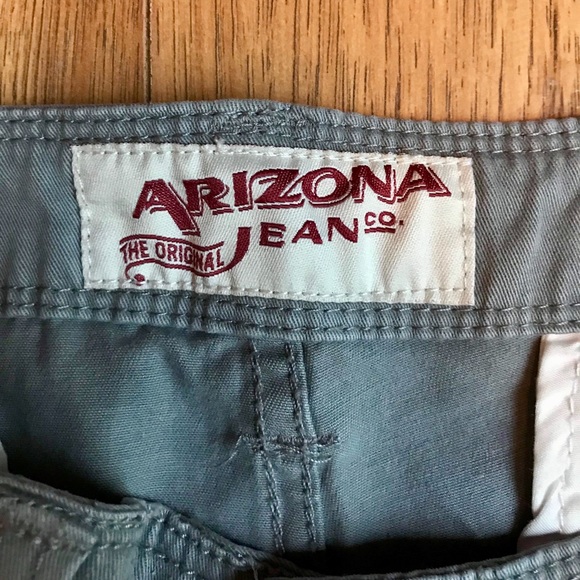 ARIZONA
JEAN CO.
THE ORIGINAL